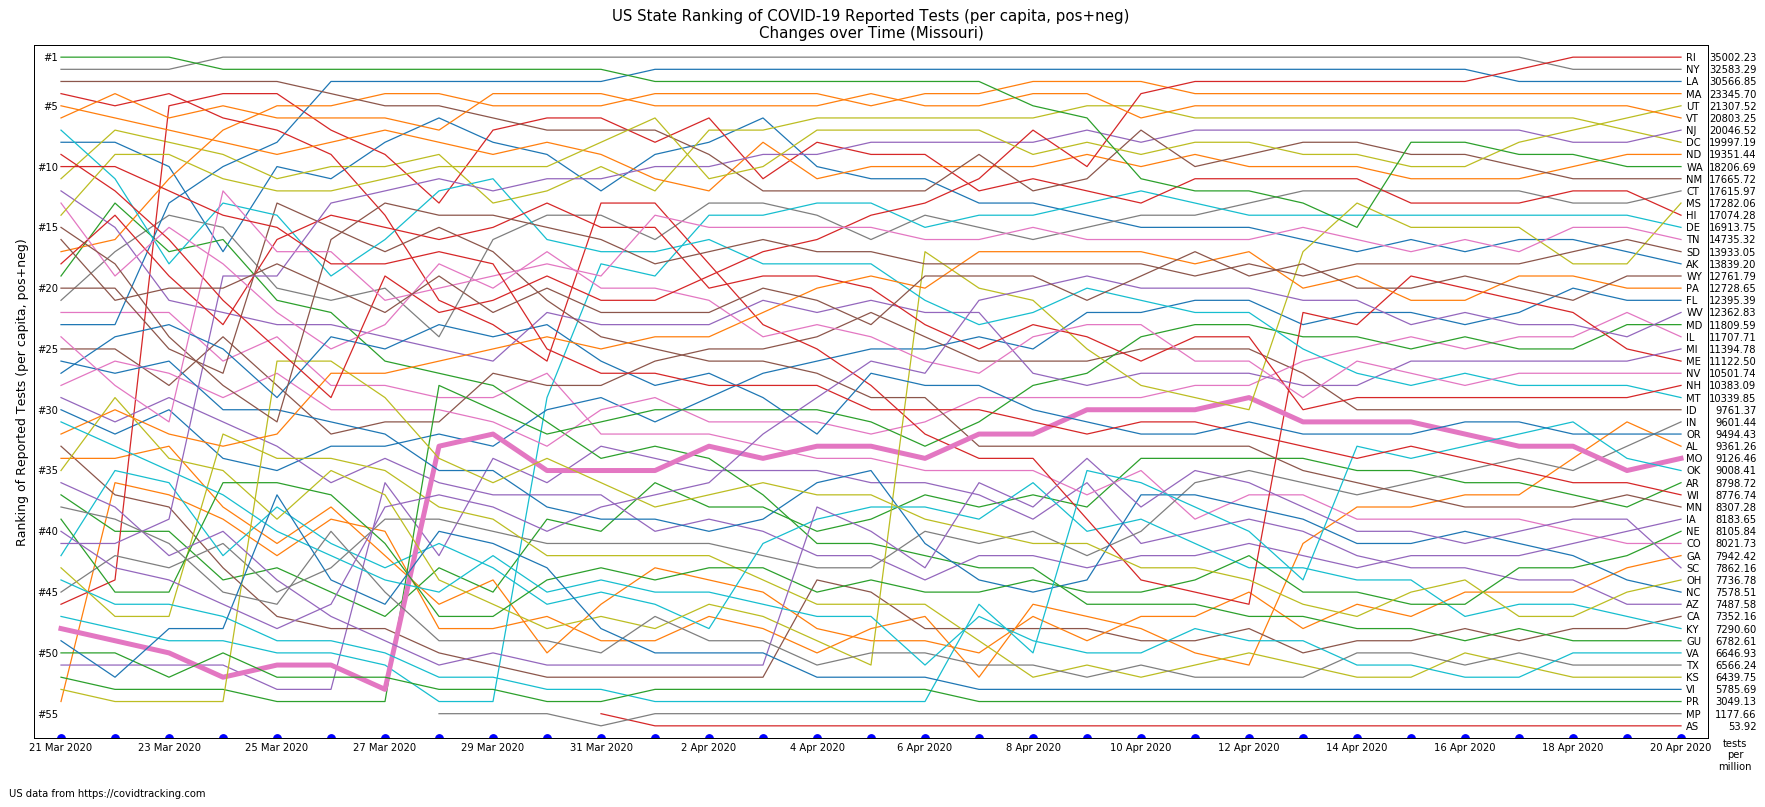 US State Ranking of COVID-19 Reported Tests (per capita, pos+neg)
Changes over Time (Missouri)
Ranking of Reported Tests (per capita, pos+neg)
#1
#5
#10
#15
#20
#25
#30
#35
#40
#45
#50
#55
RI 35002.23
NY 32583.29
LA 30566.85
MA 23345.70
UT 21307.52
VT 20803.25
NJ 20046.52
DC 19997.19
ND 19351.44
WA 18206.69
NM 17665.72
CT 17615.97
MS 17282.06
HI 17074.28
DE 16913.75
TN 14735.32
SD 13933.05
AK 13839.20
WY 12761.79
PA 12728.65
FL 12395.39
WV 12362.83
MD 11809.59
IL 11707.71
MI 11394.78
ME 11122.50
NV 10501.74
NH 10383.09
MT 10339.85
ID 9761.37
IN 9601.44
OR 9494.43
AL 9361.26
MO 9126.46
OK 9008.41
AR 8798.72
WI 8776.74
MN 8307.28
IA 8183.65
NE 8105.84
CO 8021.73
GA 7942.42
SC 7862.16
OH 7736.78
NC 7578.51
AZ 7487.58
CA 7352.16
KY 7290.60
GU 6782.61
VA 6646.93
TX 6566.24
KS 6439.75
VI 5785.69
PR 3049.13
MP 1177.66
AS 53.92
21 Mar 2020 23 Mar 2020 25 Mar 2020 27 Mar 2020 29 Mar 2020 31 Mar 2020 2 Apr 2020 4 Apr 2020 6 Apr 2020 8 Apr 2020 10 Apr 2020 12 Apr 2020 14 Apr 2020 16 Apr 2020 18 Apr 2020 20 Apr 2020
tests
per
million
US data from https://covidtracking.com